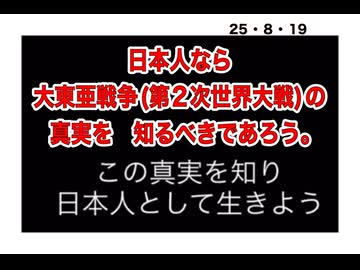 25・8・19
日本人なら
大東亜戦争(第2次世界大戦)の
真実を　知るべきであろう。
この真実を知り
日本人として生きよう